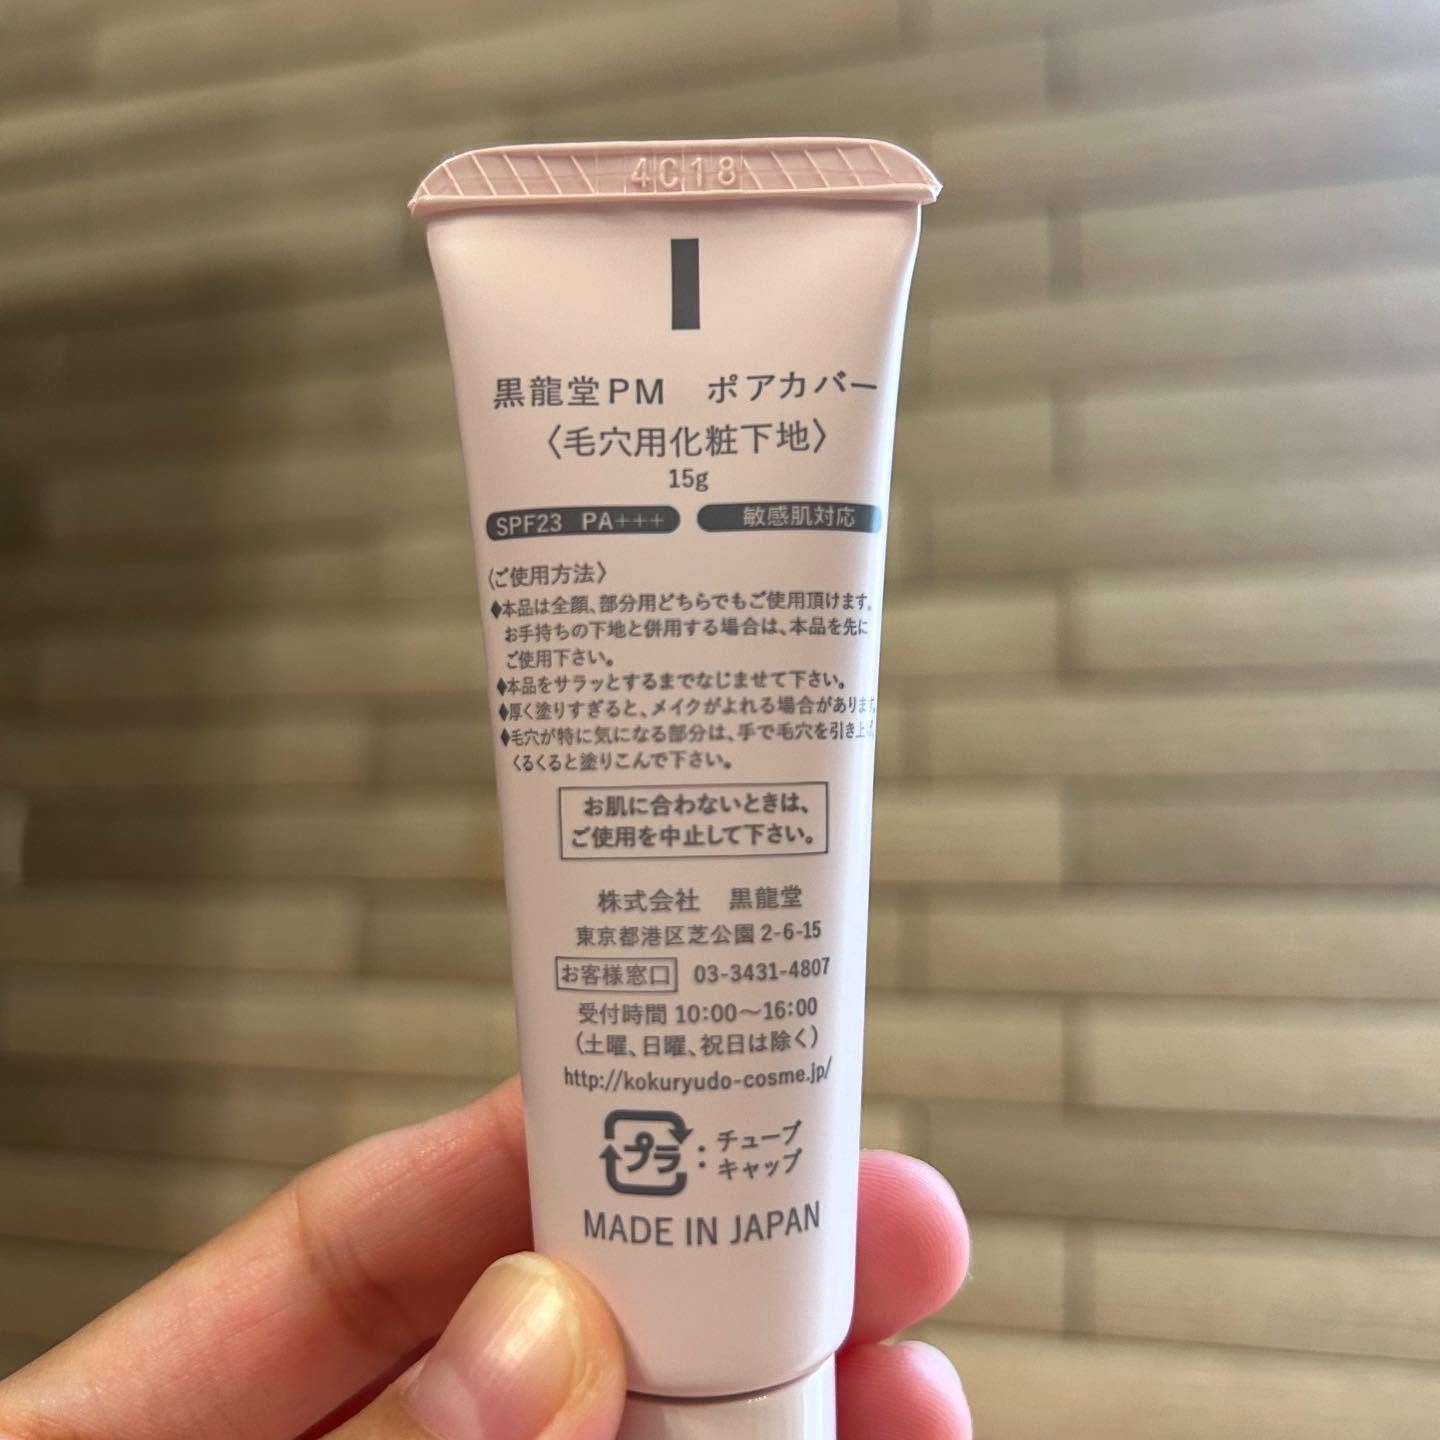 4C18
黒龍堂PM　ポアカバー
〈毛穴用化粧下地〉
15g
SPF23 PA+++ 敏感肌対応
〈ご使用方法〉
◆本品は全顔、部分用どちらでもご使用頂けます。
お手持ちの下地と併用する場合は、本品を先に
ご使用下さい。
◆本品をサラッとするまでなじませて下さい。
◆厚く塗りすぎると、メイクがよれる場合があります。
◆毛穴が特に気になる部分は、手で毛穴を引き上げ、
くるくると塗りこんで下さい。
お肌に合わないときは、
ご使用を中止して下さい。
株式会社　黒龍堂
東京都港区芝公園 2-6-15
お客様窓口 03-3431-4807
受付時間 10:00～16:00
（土曜、日曜、祝日は除く）
http://kokuryudo-cosme.jp/
プラ：チューブ
キャップ
MADE IN JAPAN